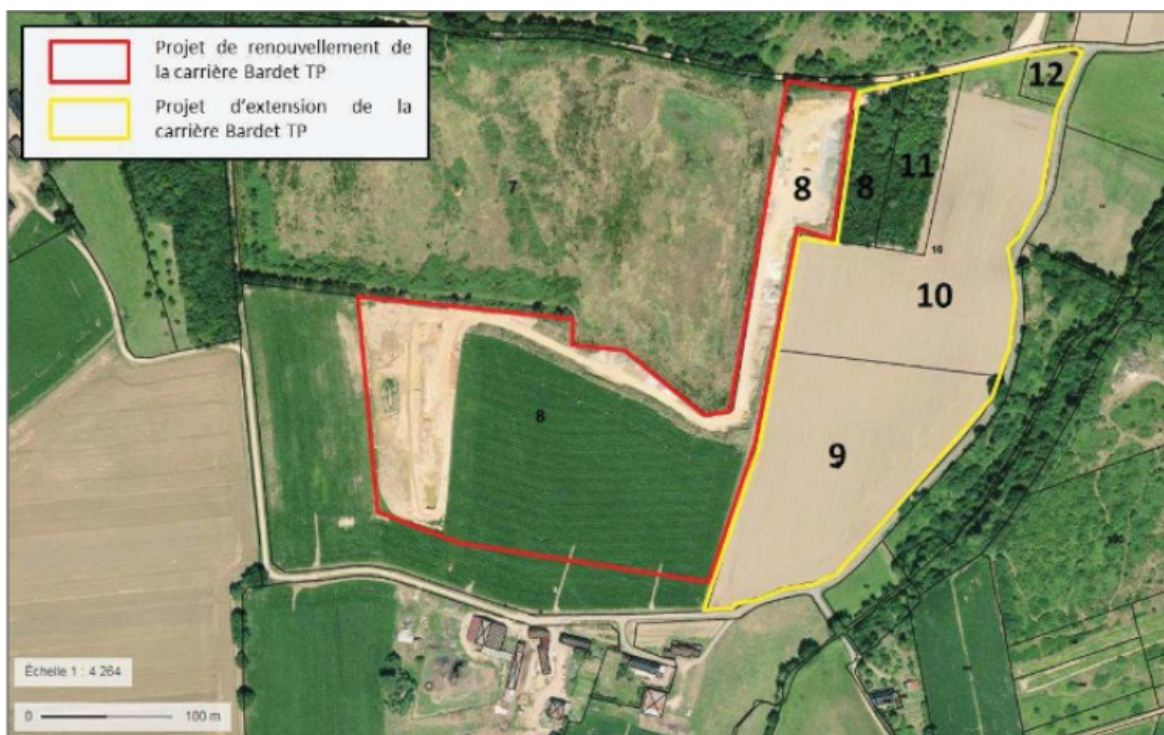 Projet de renouvellement de
la carrière Bardet TP
Projet d'extension de la
carrière Bardet TP
12
11
8
8
7
10
10
9
8
Échelle 1 : 4 264
0 100 m